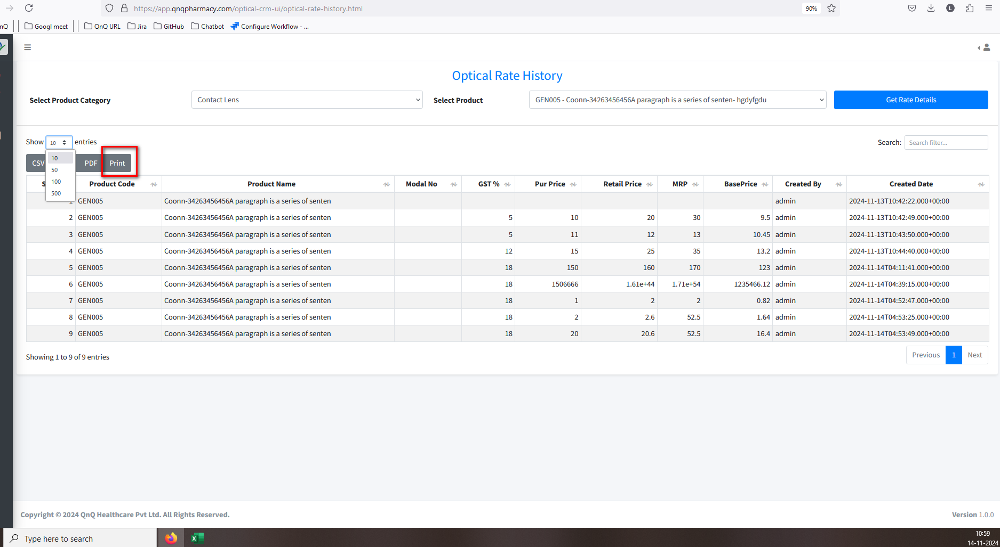 https://app.qnqpharmacy.com/optical-crm-ui/optical-rate-history.html 90% L
nQ Googl meet QnQ URL Jira GitHub Chatbot Configure Workflow - ...
Optical Rate History
Select Product Category Contact Lens Select Product GEN005 - Coonn-34263456456A paragraph is a series of senten- hgdyfgdu Get Rate Details
Show 10 entries Search: Search filter...
CSV PDF Print
10
50
100
500
S Product Code Product Name Modal No GST % Pur Price Retail Price MRP BasePrice Created By Created Date
1 GEN005 Coonn-34263456456A paragraph is a series of senten admin 2024-11-13T10:42:22.000+00:00
2 GEN005 Coonn-34263456456A paragraph is a series of senten 5 10 20 30 9.5 admin 2024-11-13T10:42:49.000+00:00
3 GEN005 Coonn-34263456456A paragraph is a series of senten 5 11 12 13 10.45 admin 2024-11-13T10:43:50.000+00:00
4 GEN005 Coonn-34263456456A paragraph is a series of senten 12 15 25 35 13.2 admin 2024-11-13T10:44:40.000+00:00
5 GEN005 Coonn-34263456456A paragraph is a series of senten 18 150 160 170 123 admin 2024-11-14T04:11:41.000+00:00
6 GEN005 Coonn-34263456456A paragraph is a series of senten 18 1506666 1.61e+44 1.71e+54 1235466.12 admin 2024-11-14T04:39:15.000+00:00
7 GEN005 Coonn-34263456456A paragraph is a series of senten 18 1 2 2 0.82 admin 2024-11-14T04:52:47.000+00:00
8 GEN005 Coonn-34263456456A paragraph is a series of senten 18 2 2.6 52.5 1.64 admin 2024-11-14T04:53:25.000+00:00
9 GEN005 Coonn-34263456456A paragraph is a series of senten 18 20 20.6 52.5 16.4 admin 2024-11-14T04:53:49.000+00:00
Showing 1 to 9 of 9 entries Previous 1 Next
Copyright © 2024 QnQ Healthcare Pvt Ltd. All Rights Reserved. Version 1.0.0
Type here to search 10:59
14-11-2024